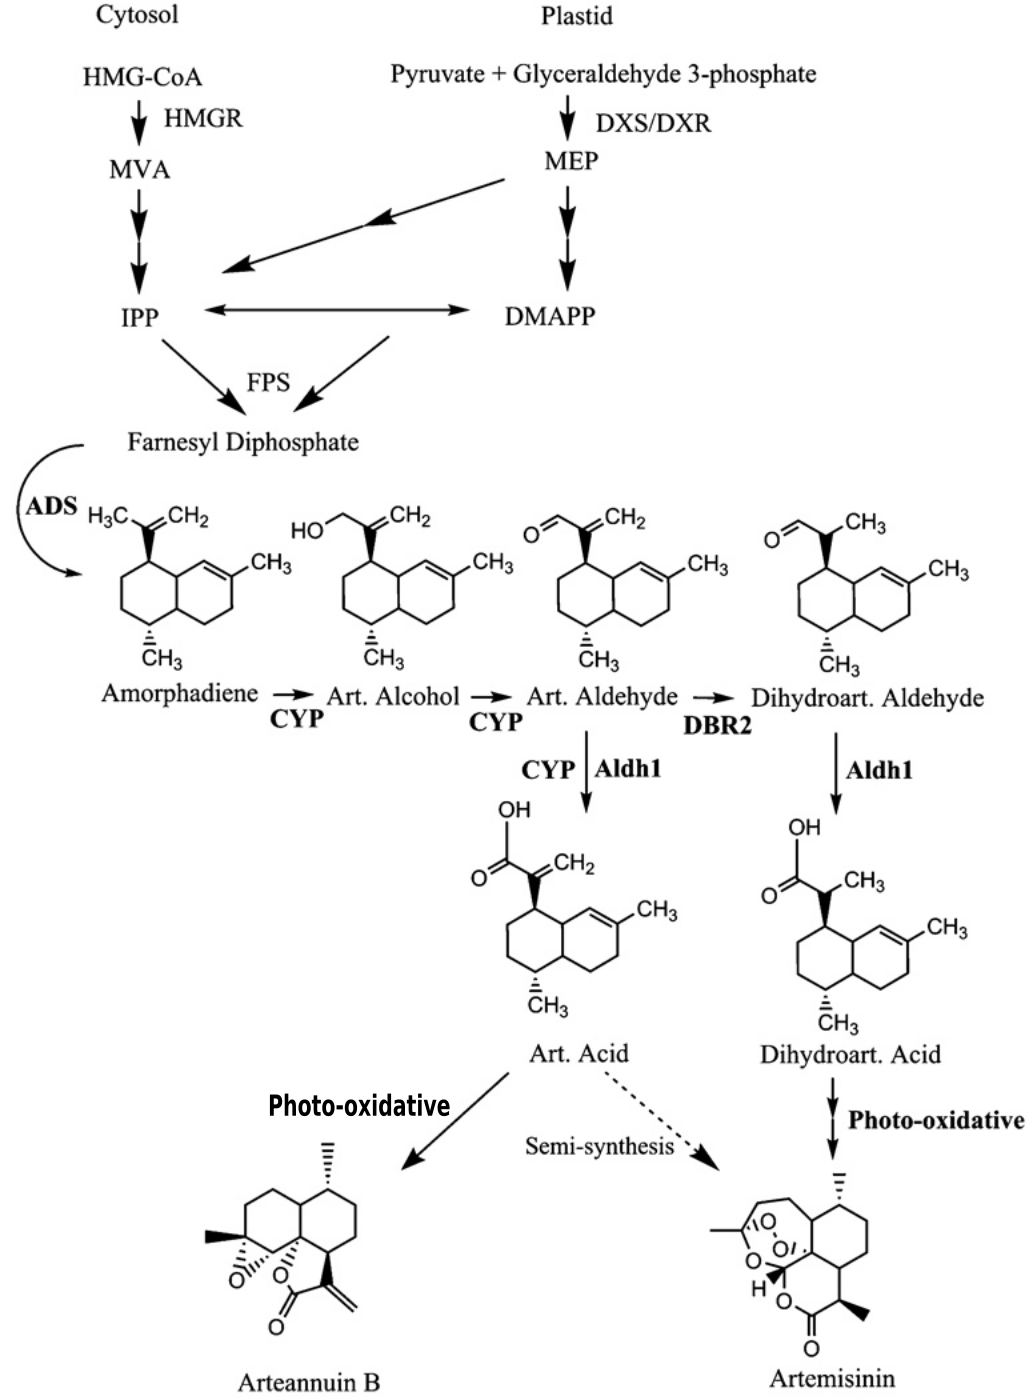 Cytosol
Plastid
HMG-CoA
Pyruvate + Glyceraldehyde 3-phosphate
HMGR
DXS/DXR
MVA
MEP
IPP
DMAPP
FPS
Farnesyl Diphosphate
ADS
H3C
CH2
CH3
CH3
HO
CH2
CH3
CH3
O
CH2
CH3
CH3
O
CH3
CH3
CH3
Amorphadiene
Art. Alcohol
Art. Aldehyde
Dihydroart. Aldehyde
CYP
CYP
DBR2
CYP
Aldh1
Aldh1
OH
O
CH2
CH3
CH3
OH
O
CH3
CH3
CH3
Art. Acid
Dihydroart. Acid
Photo-oxidative
Photo-oxidative
Semi-synthesis
O
O
O
O
O
O
H
O
O
Arteannuin B
Artemisinin